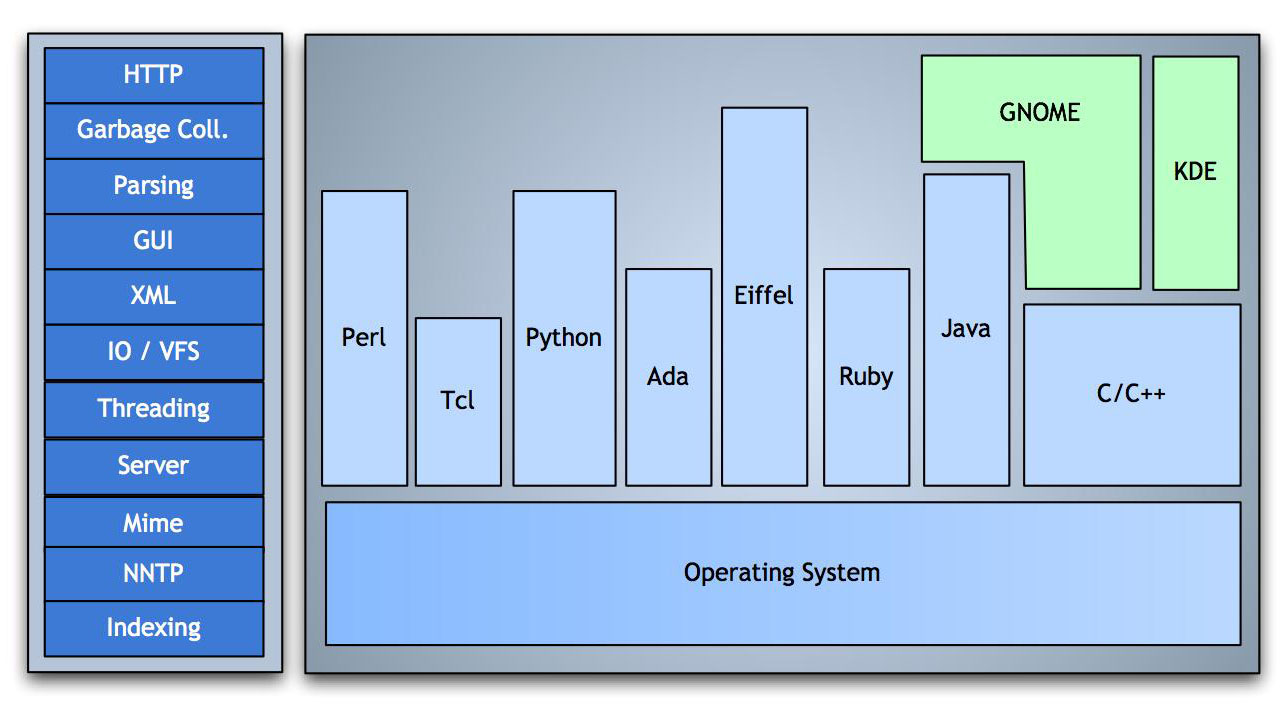 HTTP
Garbage Coll.
Parsing
GUI
XML
IO / VFS
Threading
Server
Mime
NNTP
Indexing
GNOME
KDE
Perl
Tcl
Python
Ada
Eiffel
Ruby
Java
C/C++
Operating System